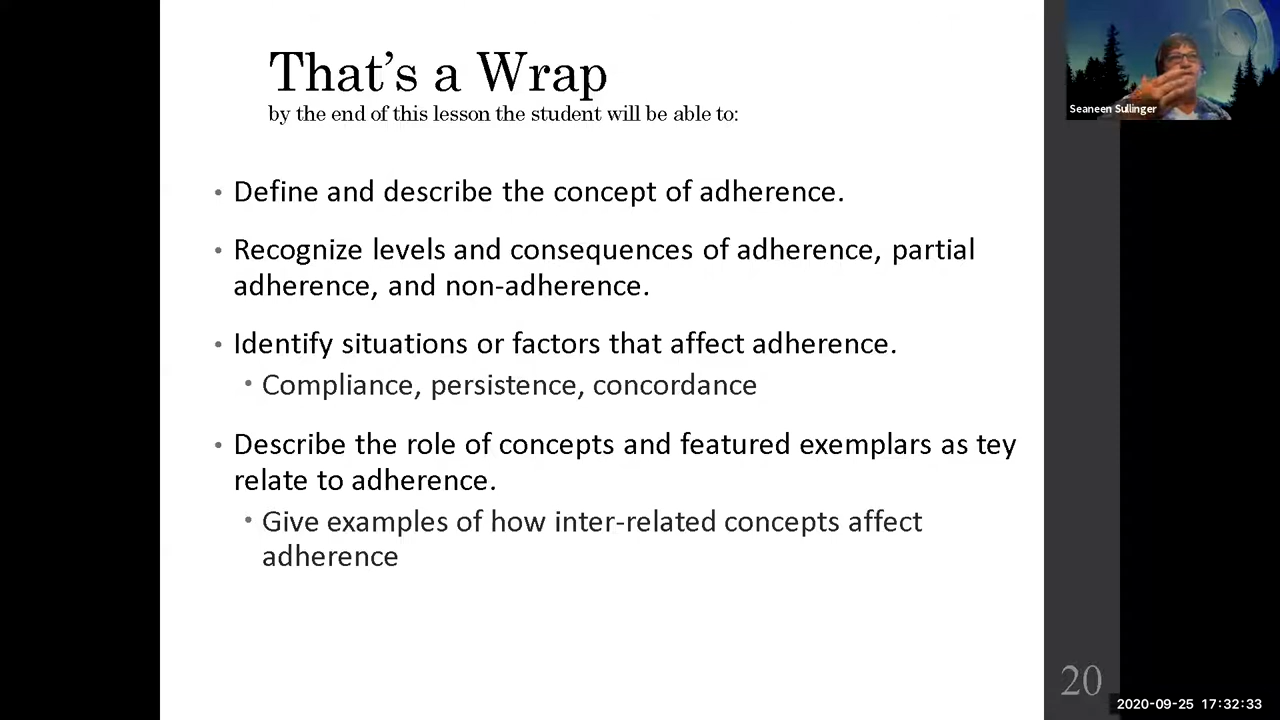 That's a Wrap
by the end of this lesson the student will be able to:
• Define and describe the concept of adherence.
• Recognize levels and consequences of adherence, partial
adherence, and non-adherence.
• Identify situations or factors that affect adherence.
• Compliance, persistence, concordance
• Describe the role of concepts and featured exemplars as tey
relate to adherence.
• Give examples of how inter-related concepts affect
adherence
20
Seaneen Sullinger
2020-09-25 17:32:33